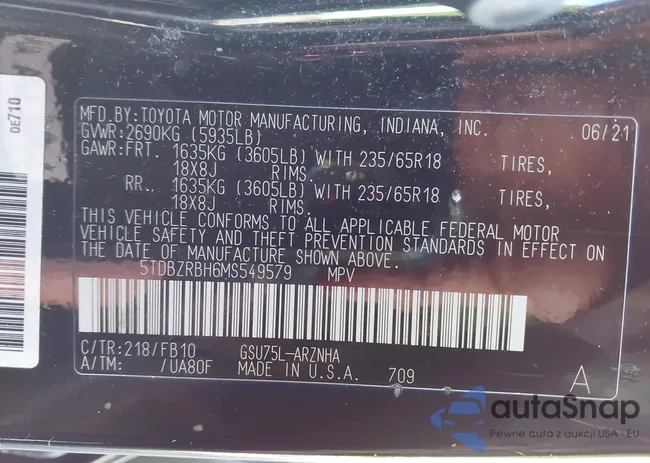 0E710
MFD.BY:TOYOTA MOTOR MANUFACTURING, INDIANA, INC. 06/21
GVWR:2690KG (5935LB)
GAWR:FRT. 1635KG (3605LB) WITH 235/65R18 TIRES,
18X8J RIMS.
RR.. 1635KG (3605LB) WITH 235/65R18 TIRES,
18X8J RIMS.
THIS VEHICLE CONFORMS TO ALL APPLICABLE FEDERAL MOTOR
VEHICLE SAFETY AND THEFT PREVENTION STANDARDS IN EFFECT ON
THE DATE OF MANUFACTURE SHOWN ABOVE.
5TDBZRBH6MS549579 MPV
C/TR:218/FB10 GSU75L-ARZNHA
A/TM: /UA80F MADE IN U.S.A. 709 A
autaSnap
Pewne auta z aukcji USA i EU